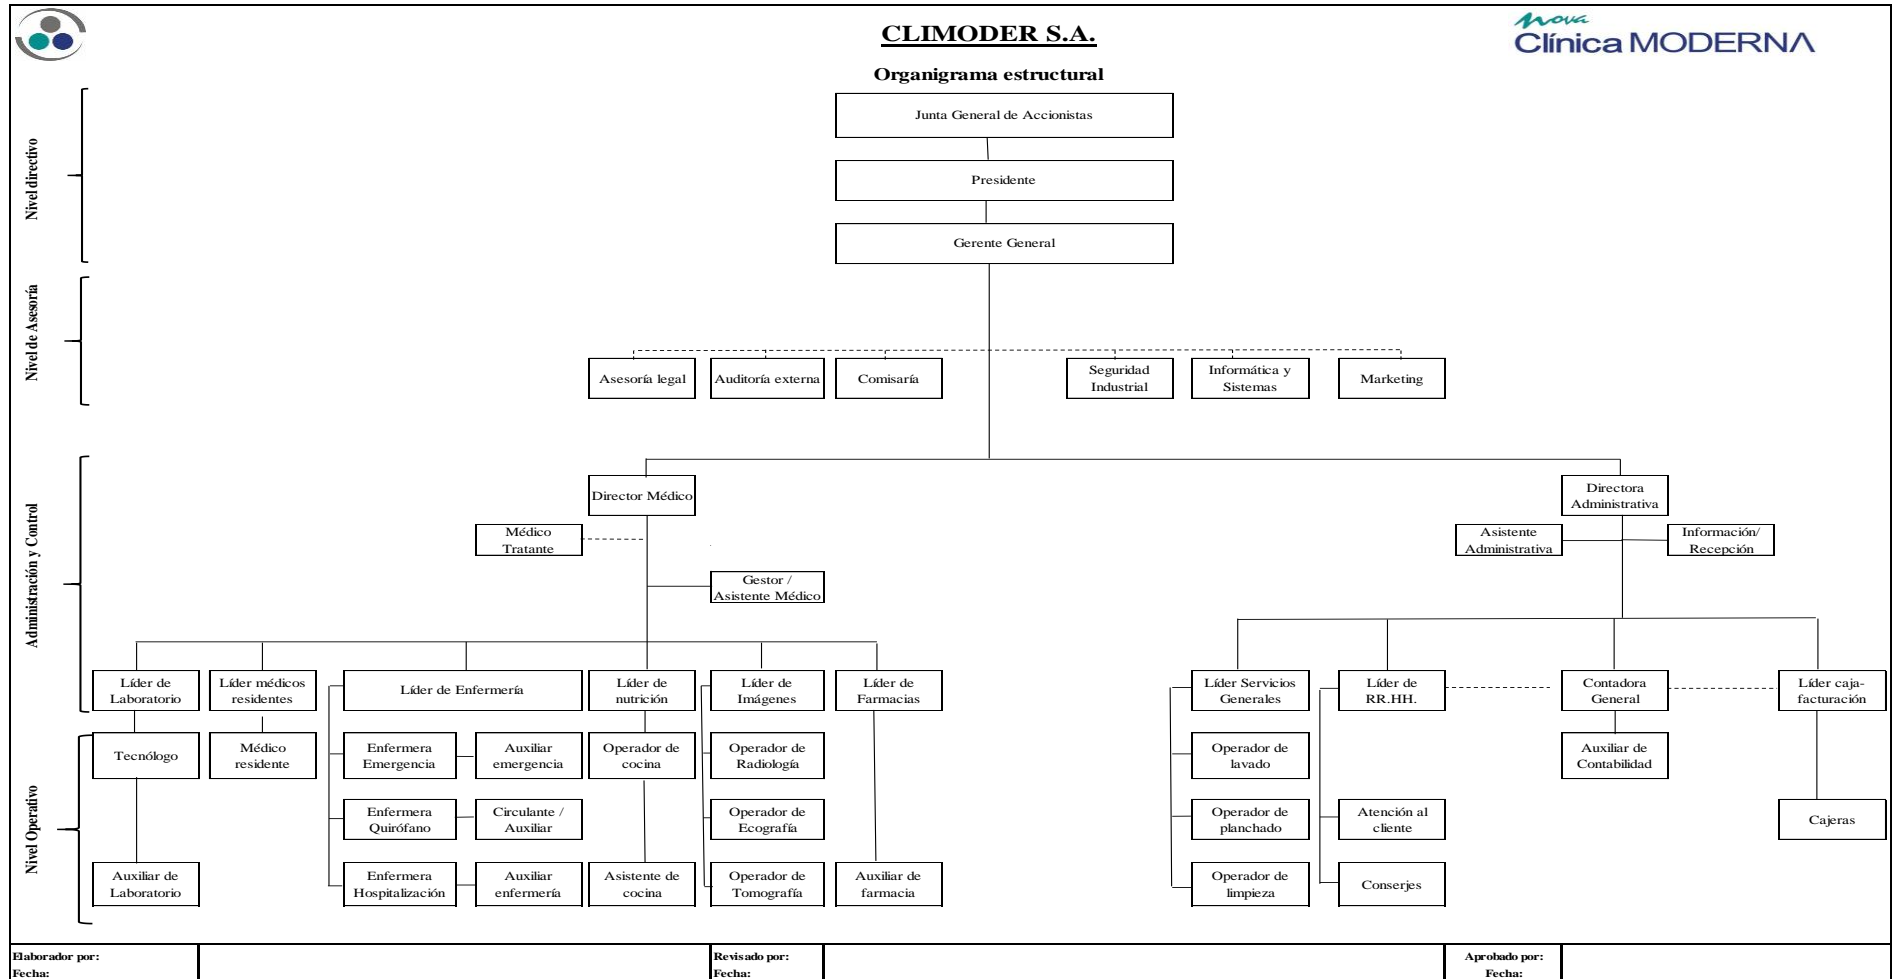 CLIMODER S.A.
nova
Clínica MODERNA
Organigrama estructural
Nivel directivo
Junta General de Accionistas
Presidente
Gerente General
Nivel de Asesoría
Asesoría legal
Auditoría externa
Comisaría
Seguridad
Industrial
Informática y
Sistemas
Marketing
Administración y Control
Director Médico
Directora
Administrativa
Médico
Tratante
Asistente
Administrativa
Información/
Recepción
Gestor /
Asistente Médico
Líder de
Laboratorio
Líder médicos
residentes
Líder de Enfermería
Líder de
nutrición
Líder de
Imágenes
Líder de
Farmacias
Líder Servicios
Generales
Líder de
RR.HH.
Contadora
General
Líder caja-
facturación
Nivel Operativo
Tecnólogo
Médico
residente
Enfermera
Emergencia
Auxiliar
emergencia
Operador de
cocina
Operador de
Radiología
Operador de
lavado
Auxiliar de
Contabilidad
Enfermera
Quirófano
Circulante /
Auxiliar
Operador de
Ecografía
Operador de
planchado
Atención al
cliente
Cajeras
Auxiliar de
Laboratorio
Enfermera
Hospitalización
Auxiliar
enfermería
Asistente de
cocina
Operador de
Tomografía
Auxiliar de
farmacia
Operador de
limpieza
Conserjes
Elaborador por:
Fecha:
Revisado por:
Fecha:
Aprobado por:
Fecha: